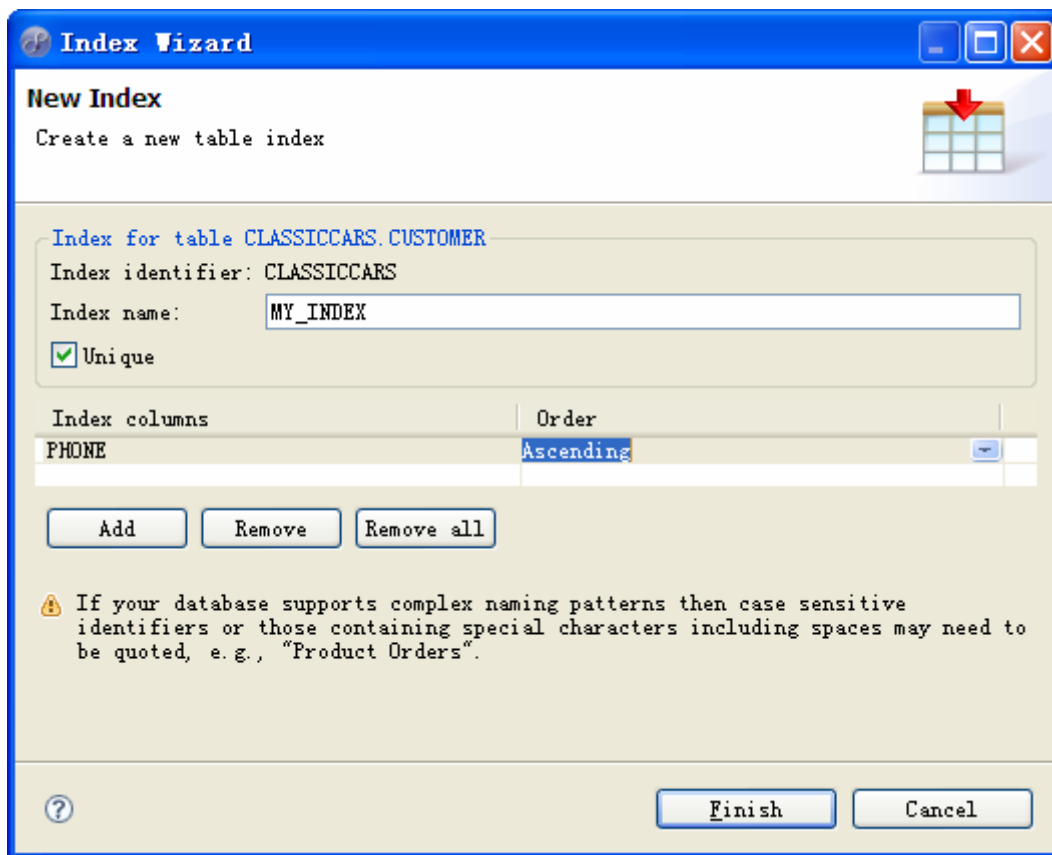 Index Wizard
New Index
Create a new table index
Index for table CLASSICCARS.CUSTOMER
Index identifier: CLASSICCARS
Index name: MY_INDEX
Unique
Index columns Order
PHONE Ascending
Add Remove Remove all
If your database supports complex naming patterns then case sensitive
identifiers or those containing special characters including spaces may need to
be quoted, e.g., "Product Orders".
? Finish Cancel